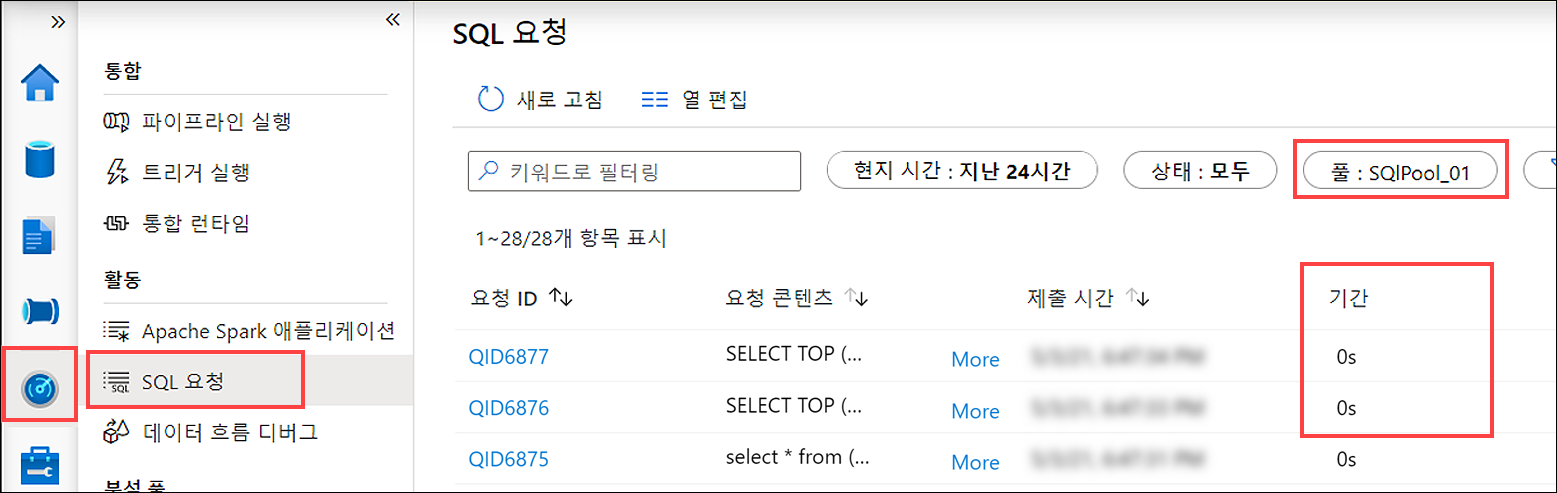 통합
파이프라인 실행
트리거 실행
통합 런타임
활동
Apache Spark 애플리케이션
SQL 요청
데이터 흐름 디버그
분석 풀
SQL 요청
새로 고침 열 편집
키워드로 필터링 현지 시간 : 지난 24시간 상태 : 모두 풀 : SQlPool_01
1~28/28개 항목 표시
요청 ID 요청 콘텐츠 제출 시간 기간
QID6877 SELECT TOP (... More 0s
QID6876 SELECT TOP (... More 0s
QID6875 select * from (... More 0s